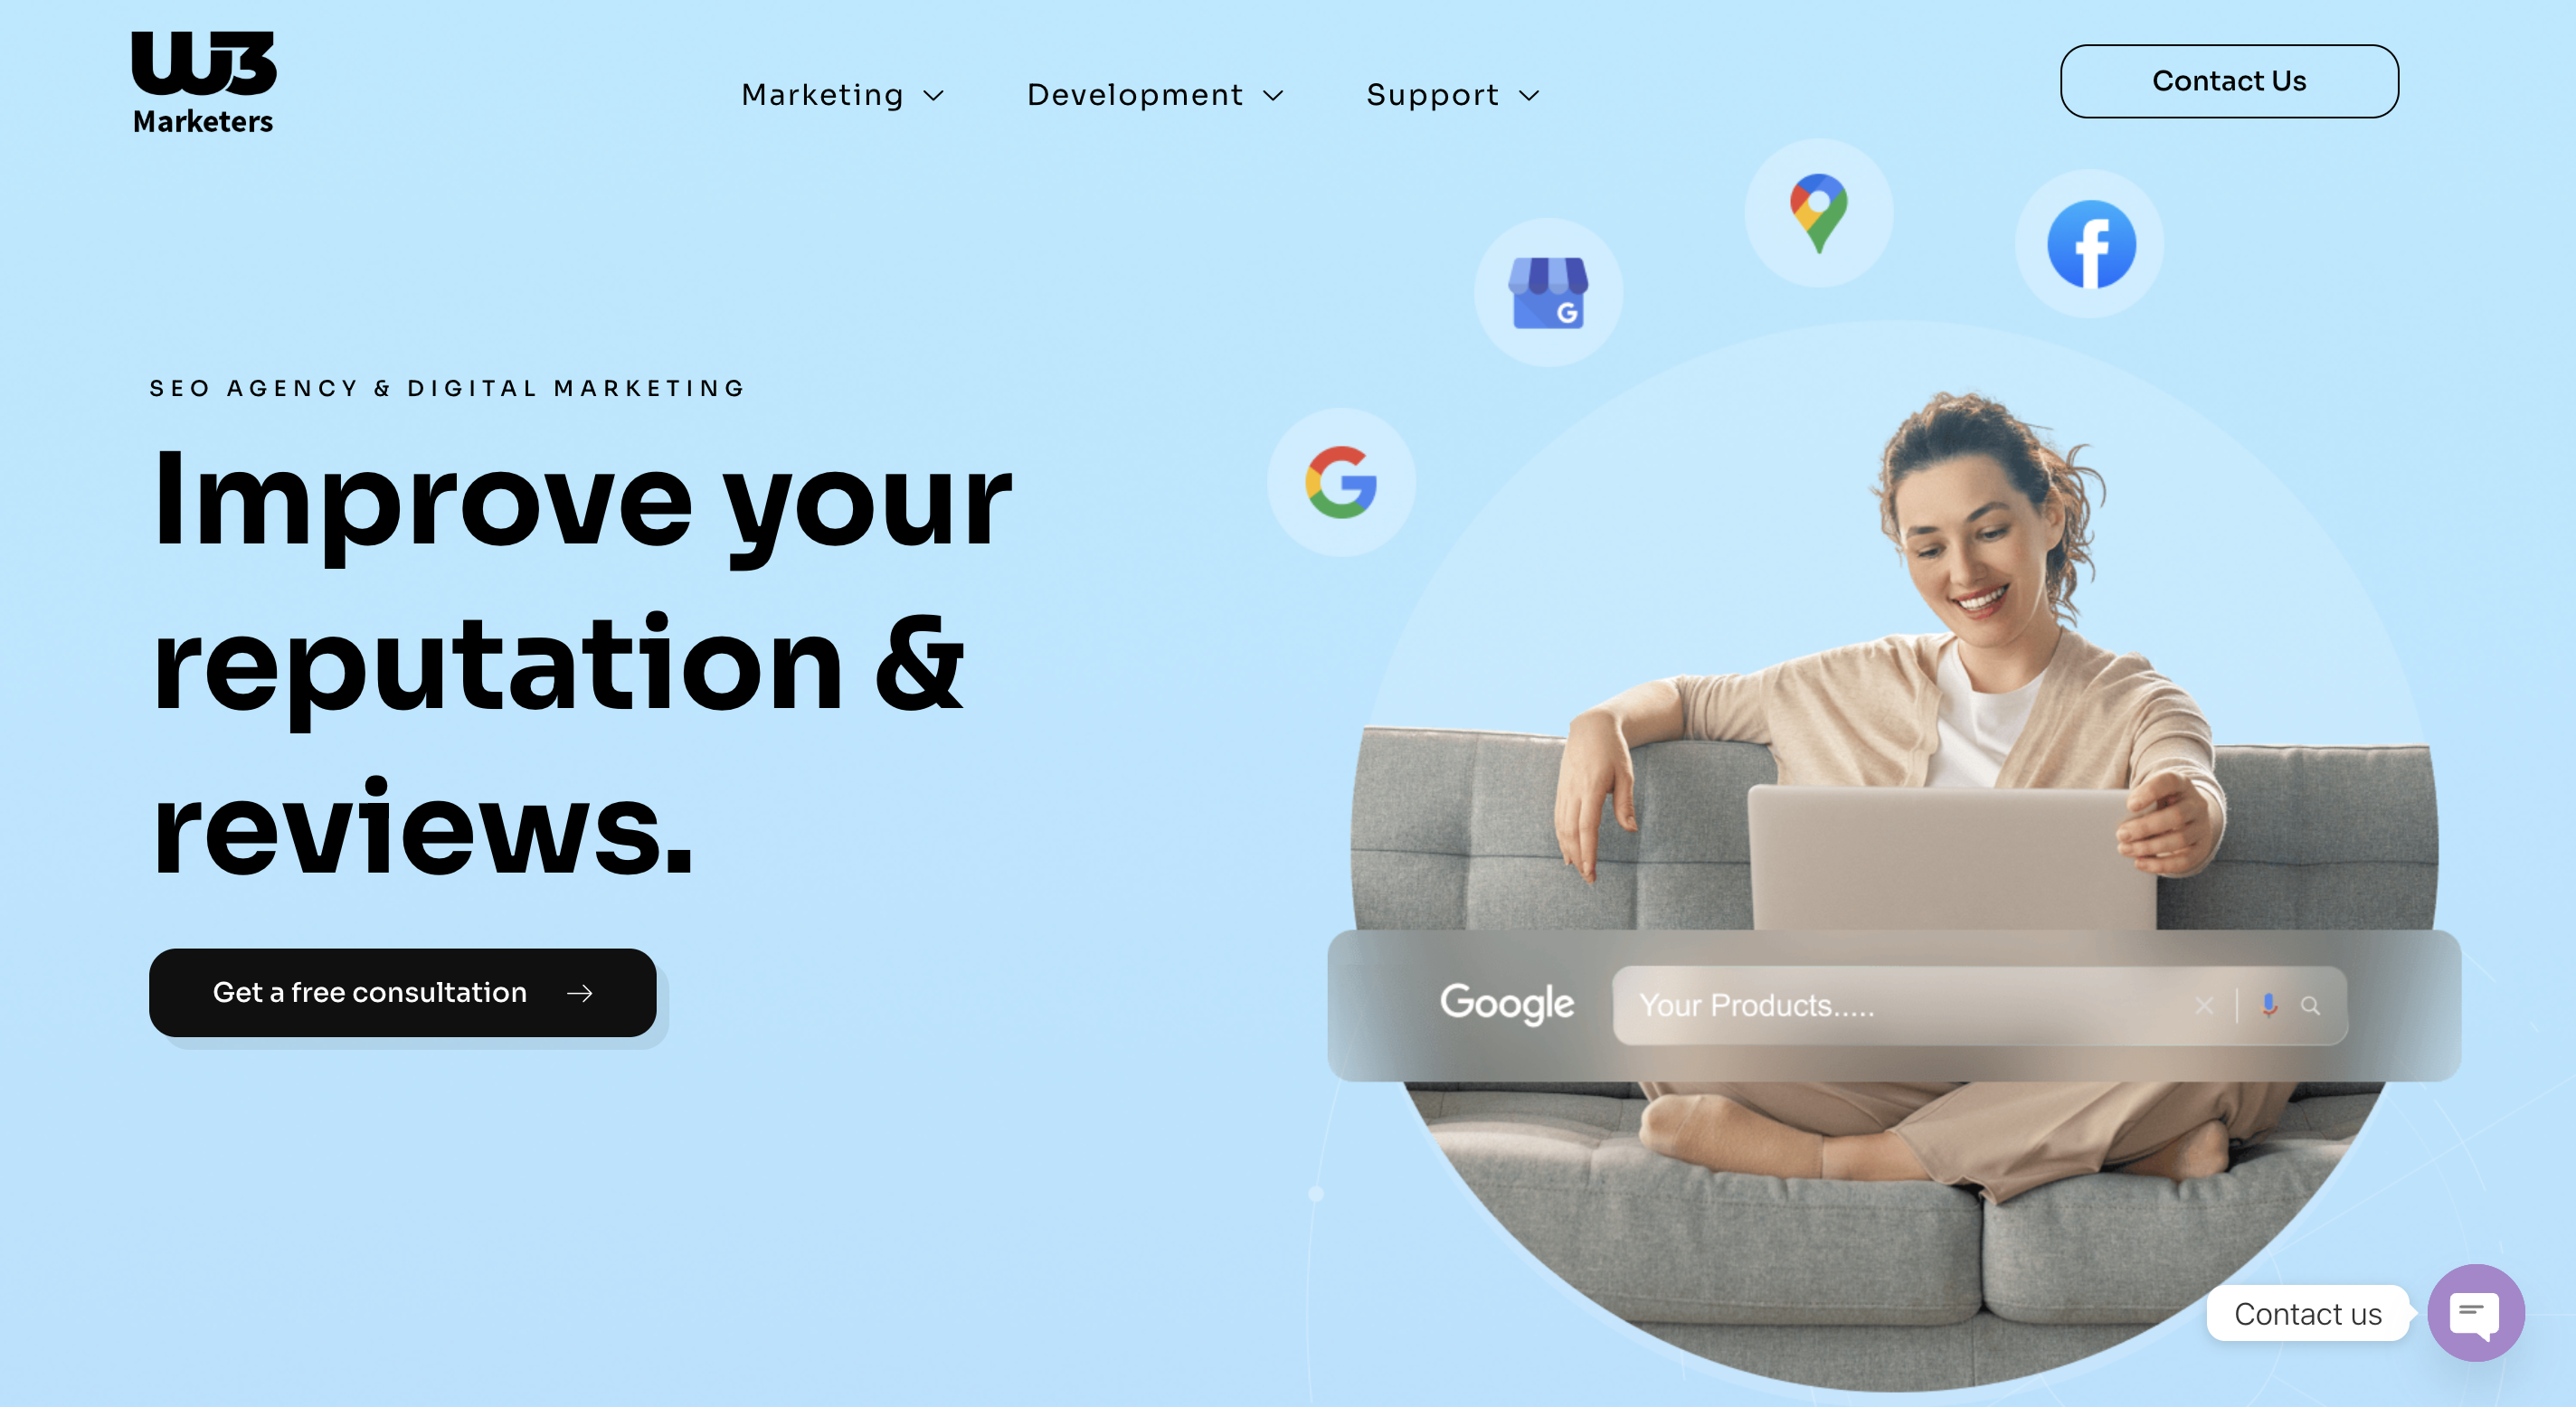 W3
Marketers
Marketing
Development
Support
Contact Us
SEO AGENCY & DIGITAL MARKETING
Improve your
reputation &
reviews.
Get a free consultation
G
f
G
Google
Your Products.....
Contact us